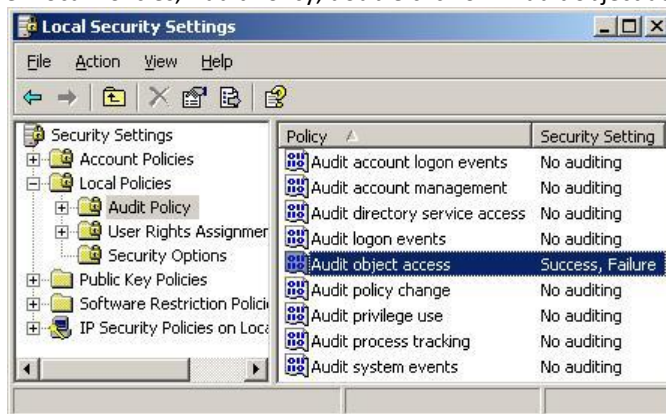 Local Security Settings
File Action View Help
Security Settings
Account Policies
Local Policies
Audit Policy
User Rights Assignmer
Security Options
Public Key Policies
Software Restriction Polici
IP Security Policies on Loca
Policy Security Setting
Audit account logon events No auditing
Audit account management No auditing
Audit directory service access No auditing
Audit logon events No auditing
Audit object access Success, Failure
Audit policy change No auditing
Audit privilege use No auditing
Audit process tracking No auditing
Audit system events No auditing